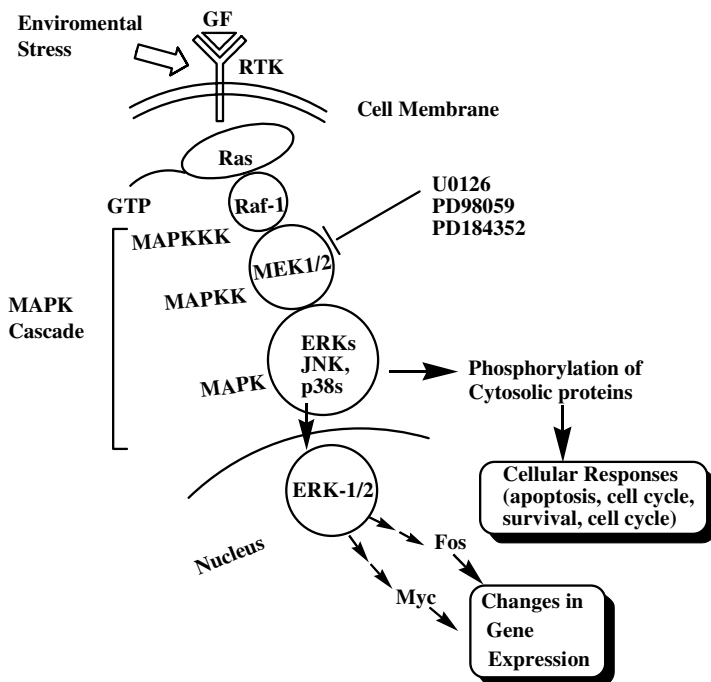 Enviromental
Stress
GF
RTK
Cell Membrane
Ras
GTP
Raf-1
MAPKKK
U0126
PD98059
PD184352
MEK1/2
MAPKK
MAPK
Cascade
ERKs
JNK,
p38s
MAPK
Phosphorylation of
Cytosolic proteins
Cellular Responses
(apoptosis, cell cycle,
survival, cell cycle)
ERK-1/2
Nucleus
Fos
Myc
Changes in
Gene
Expression